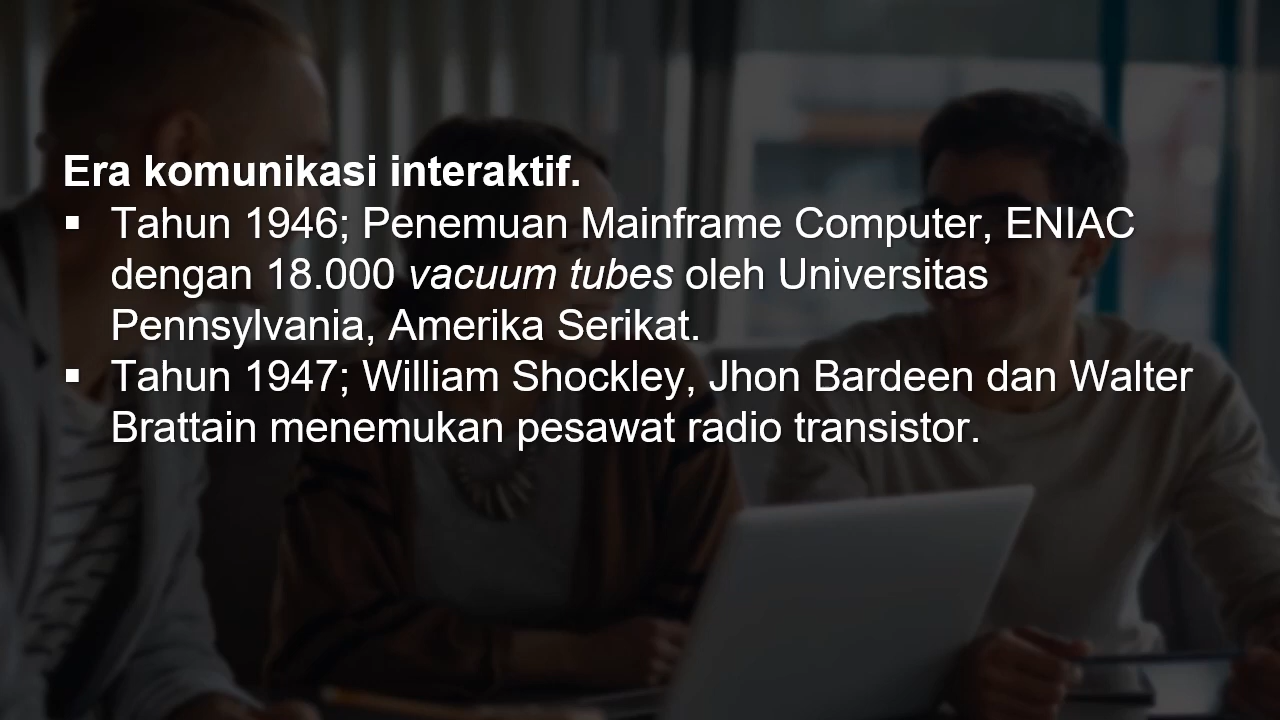 Era komunikasi interaktif.
▪ Tahun 1946; Penemuan Mainframe Computer, ENIAC
dengan 18.000 vacuum tubes oleh Universitas
Pennsylvania, Amerika Serikat.
▪ Tahun 1947; William Shockley, Jhon Bardeen dan Walter
Brattain menemukan pesawat radio transistor.